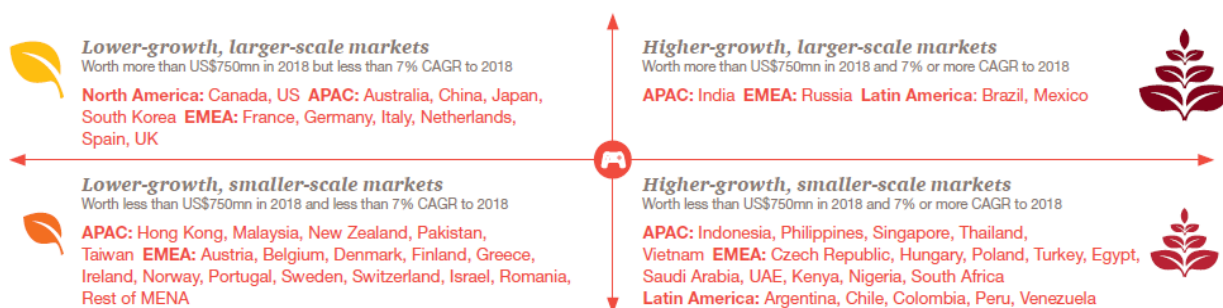 Lower-growth, larger-scale markets
Worth more than US$750mn in 2018 but less than 7% CAGR to 2018
North America: Canada, US APAC: Australia, China, Japan,
South Korea EMEA: France, Germany, Italy, Netherlands,
Spain, UK
Higher-growth, larger-scale markets
Worth more than US$750mn in 2018 and 7% or more CAGR to 2018
APAC: India EMEA: Russia Latin America: Brazil, Mexico
Lower-growth, smaller-scale markets
Worth less than US$750mn in 2018 and less than 7% CAGR to 2018
APAC: Hong Kong, Malaysia, New Zealand, Pakistan,
Taiwan EMEA: Austria, Belgium, Denmark, Finland, Greece,
Ireland, Norway, Portugal, Sweden, Switzerland, Israel, Romania,
Rest of MENA
Higher-growth, smaller-scale markets
Worth less than US$750mn in 2018 and 7% or more CAGR to 2018
APAC: Indonesia, Philippines, Singapore, Thailand,
Vietnam EMEA: Czech Republic, Hungary, Poland, Turkey, Egypt,
Saudi Arabia, UAE, Kenya, Nigeria, South Africa
Latin America: Argentina, Chile, Colombia, Peru, Venezuela